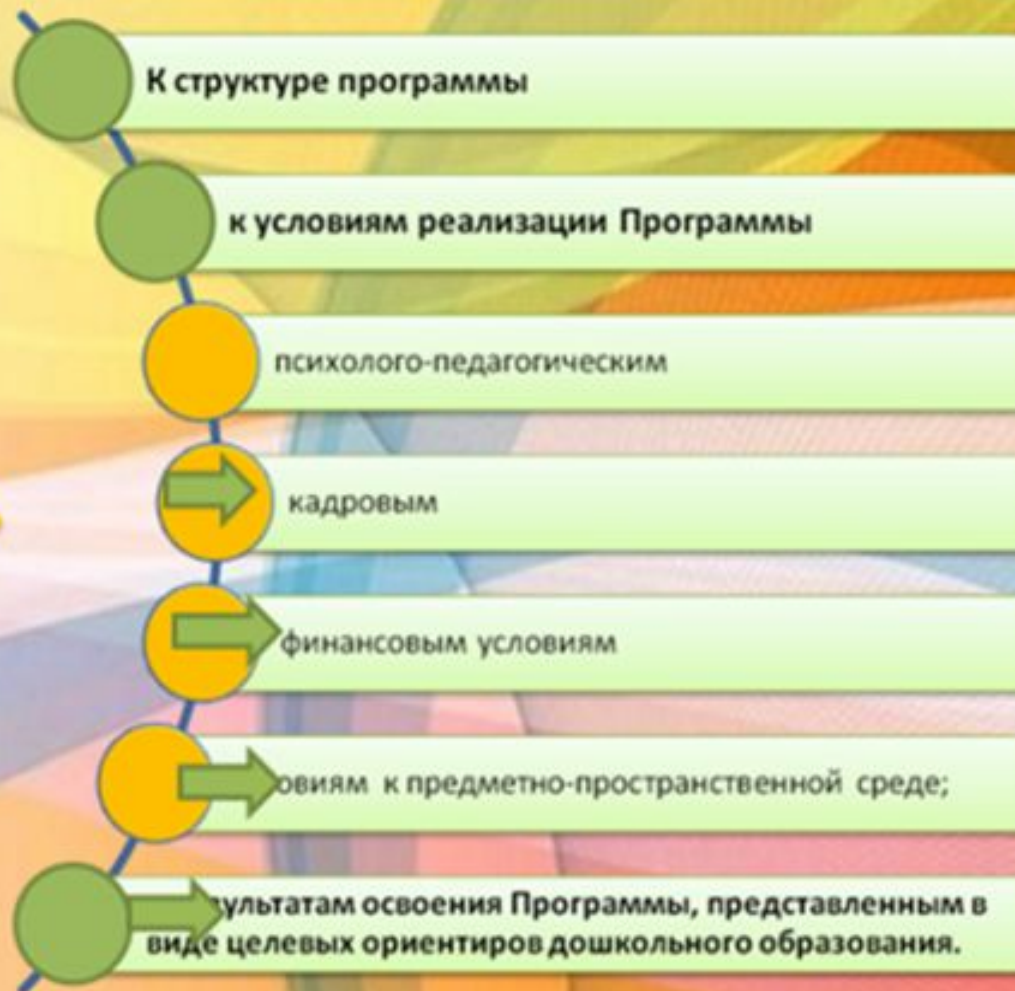 К структуре программы
к условиям реализации Программы
психолого-педагогическим
кадровым
финансовым условиям
овиям к предметно-пространственной среде;
ультатам освоения Программы, представленным в
виде целевых ориентиров дошкольного образования.